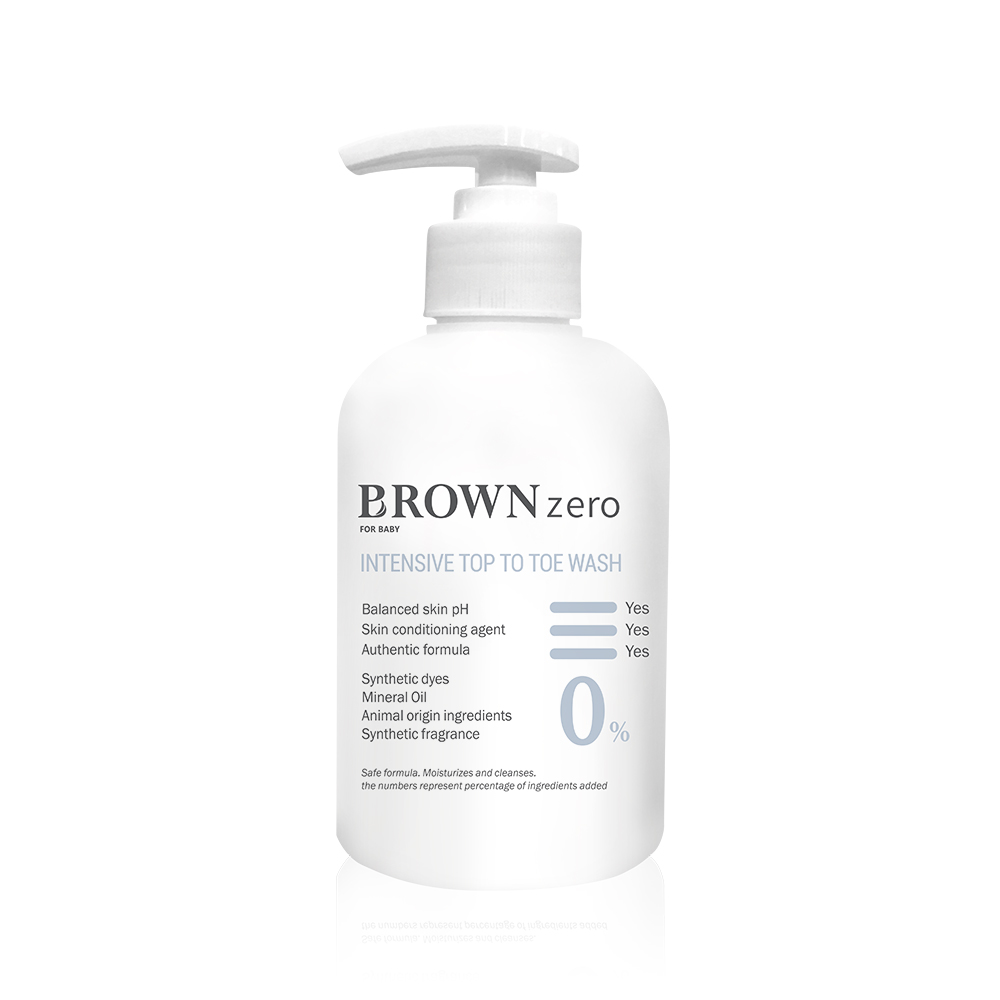 BROWN zero
FOR BABY
INTENSIVE TOP TO TOE WASH
Balanced skin pH Yes
Skin conditioning agent Yes
Authentic formula Yes
Synthetic dyes
Mineral Oil
Animal origin ingredients
Synthetic fragrance
0%
Safe formula. Moisturizes and cleanses.
the numbers represent percentage of ingredients added